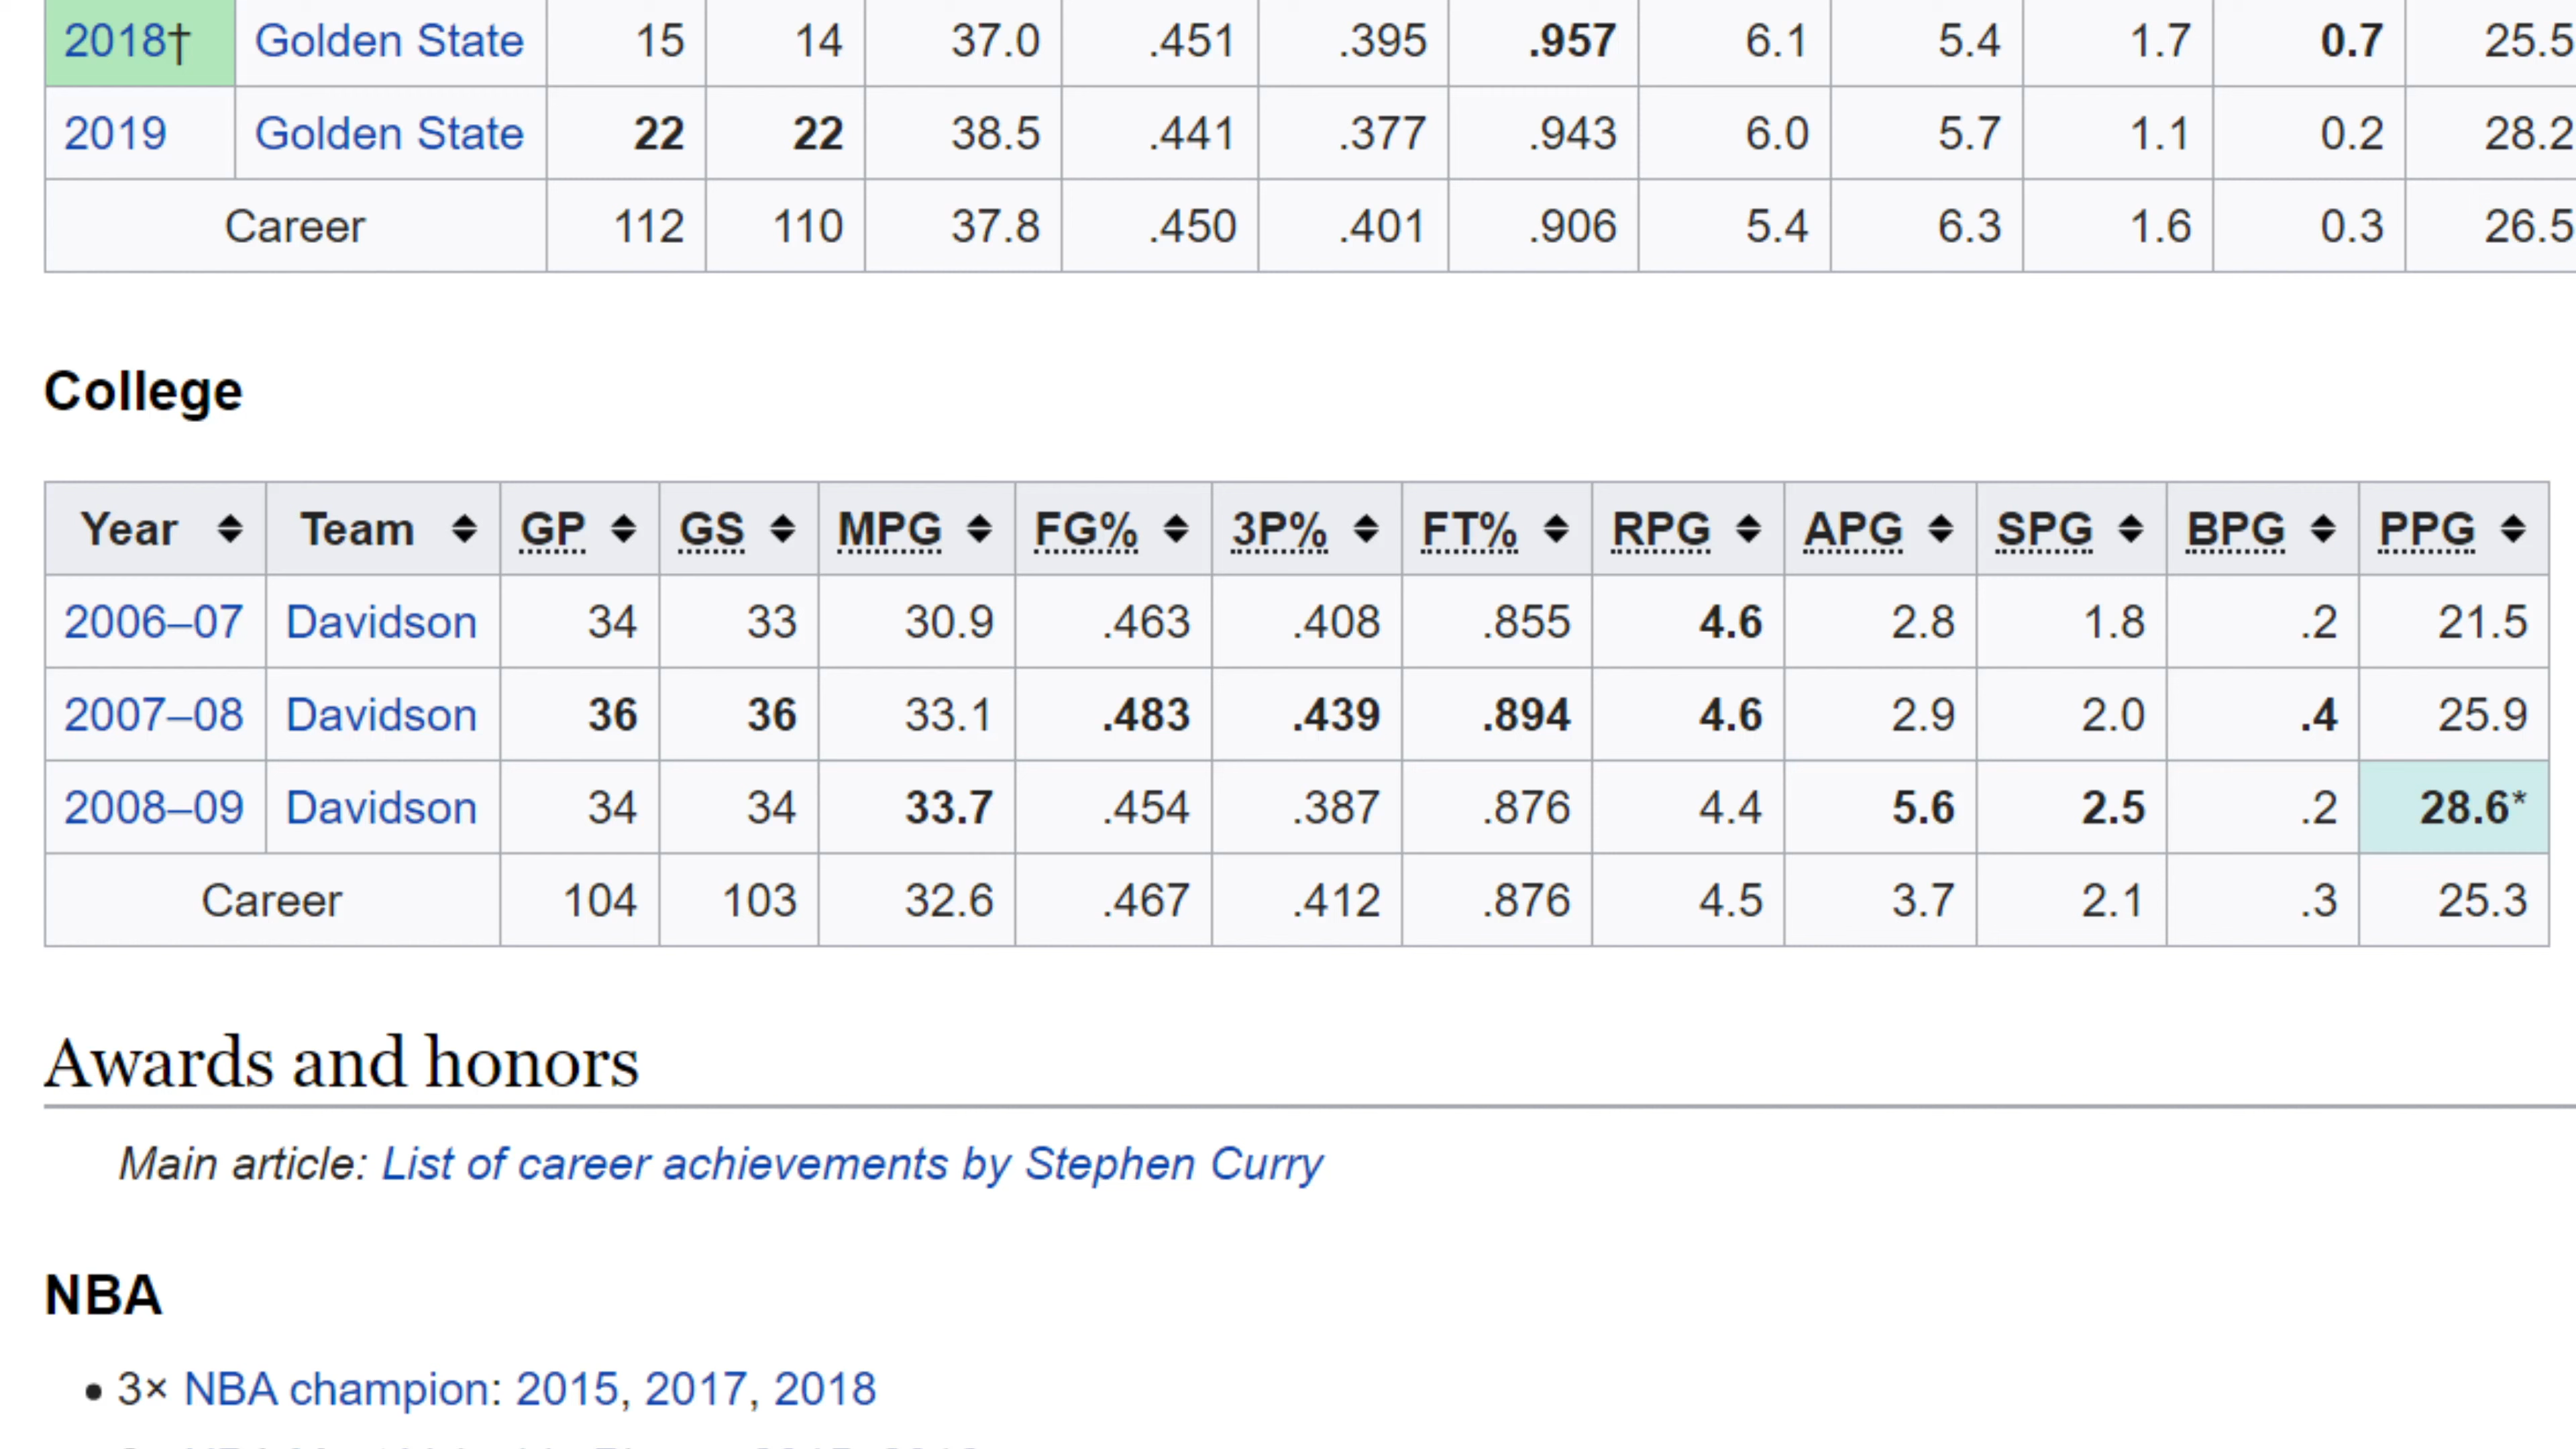 2018† Golden State 15 14 37.0 .451 .395 .957 6.1 5.4 1.7 0.7 25.5
2019 Golden State 22 22 38.5 .441 .377 .943 6.0 5.7 1.1 0.2 28.2
Career 112 110 37.8 .450 .401 .906 5.4 6.3 1.6 0.3 26.5
College
Year Team GP GS MPG FG% 3P% FT% RPG APG SPG BPG PPG
2006–07 Davidson 34 33 30.9 .463 .408 .855 4.6 2.8 1.8 .2 21.5
2007–08 Davidson 36 36 33.1 .483 .439 .894 4.6 2.9 2.0 .4 25.9
2008–09 Davidson 34 34 33.7 .454 .387 .876 4.4 5.6 2.5 .2 28.6*
Career 104 103 32.6 .467 .412 .876 4.5 3.7 2.1 .3 25.3
Awards and honors
Main article: List of career achievements by Stephen Curry
NBA
• 3× NBA champion: 2015, 2017, 2018